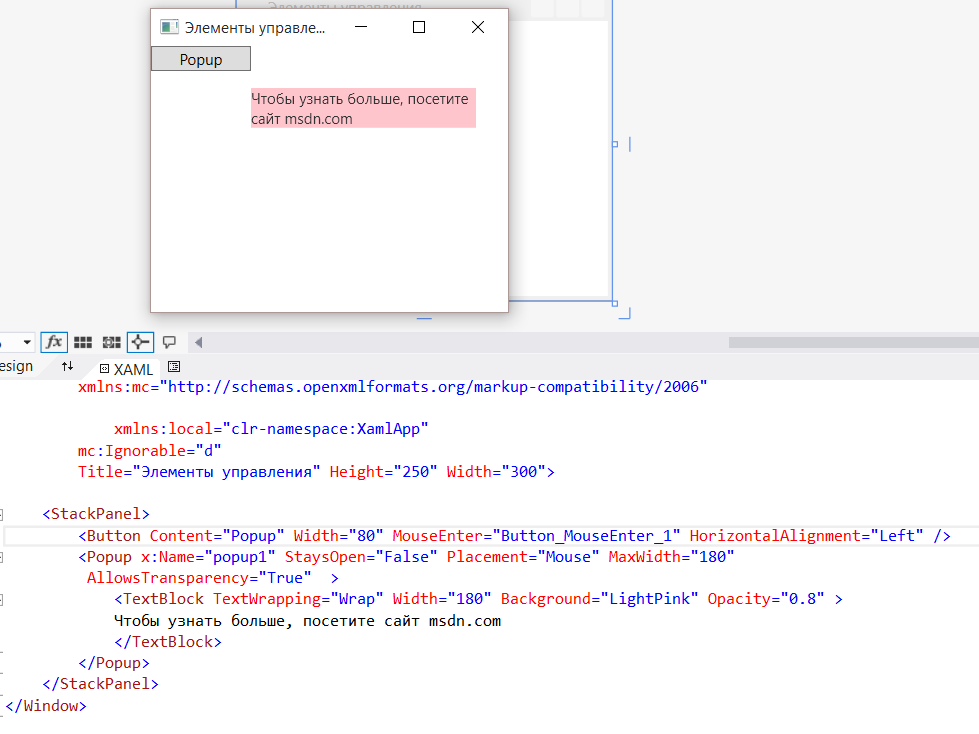 Элементы управления
Элементы управле...
Popup
Чтобы узнать больше, посетите
сайт msdn.com
fx
esign
XAML
xmlns:mc="http://schemas.openxmlformats.org/markup-compatibility/2006"
xmlns:local="clr-namespace:XamlApp"
mc:Ignorable="d"
Title="Элементы управления" Height="250" Width="300">
<StackPanel>
<Button Content="Popup" Width="80" MouseEnter="Button_MouseEnter_1" HorizontalAlignment="Left" />
<Popup x:Name="popup1" StaysOpen="False" Placement="Mouse" MaxWidth="180"
AllowsTransparency="True"  >
<TextBlock TextWrapping="Wrap" Width="180" Background="LightPink" Opacity="0.8" >
Чтобы узнать больше, посетите сайт msdn.com
</TextBlock>
</Popup>
</StackPanel>
</Window>